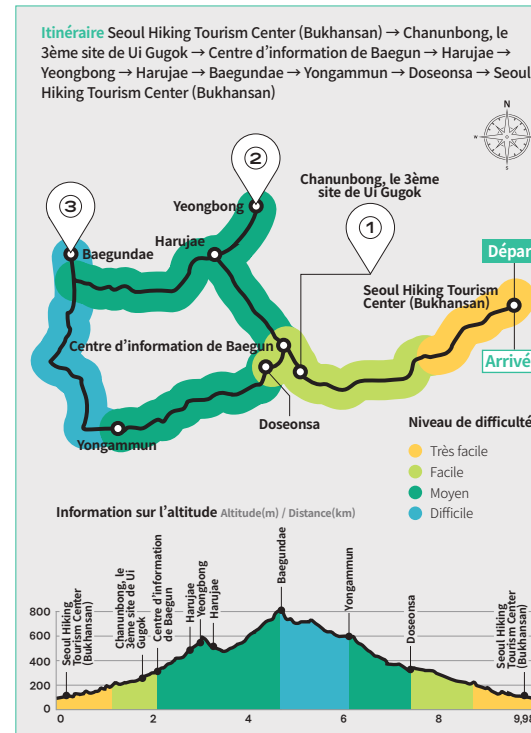 Itinéraire Seoul Hiking Tourism Center (Bukhansan) → Chanunbong, le
3ème site de Ui Gugok → Centre d'information de Baegun → Harujae →
Yeongbong → Harujae → Baegundae → Yongammun → Doseonsa → Seoul
Hiking Tourism Center (Bukhansan)
N
W
S
②
Chanunbong, le 3ème
site de Ui Gugok
Yeongbong
③
①
Harujae
Baegundae
Dépar
Seoul Hiking Tourism
Center (Bukhansan)
Centre d'information de Baegun
Arrivé
Doseonsa
Yongammun
Niveau de difficulté
Très facile
Facile
Moyen
Difficile
Information sur l'altitude Altitude(m) / Distance(km)
800
600
400
200
0
Seoul Hiking
Tourism Center
(Bukhansan)
Chanunbong, le
3ème site de Ui
Gugok
Centre d'information
de Baegun
Harujae
Yeongbong
Harujae
Baegundae
Yongammun
Doseonsa
Seoul Hiking
Tourism Center
(Bukhansan)
0
2
4
6
8
9,98